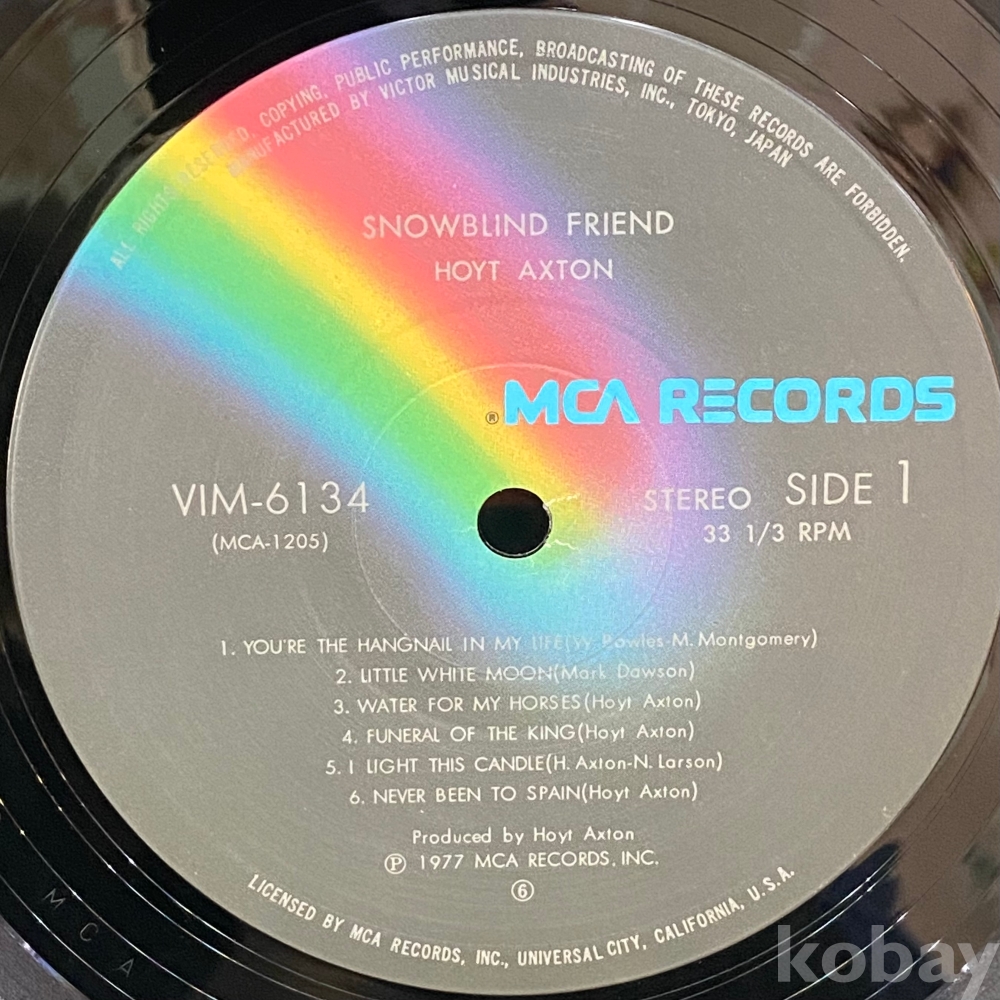 ALL RIGHTS RESERVED. COPYING, PUBLIC PERFORMANCE, BROADCASTING OF THESE RECORDS ARE FORBIDDEN.
MANUFACTURED BY VICTOR MUSICAL INDUSTRIES, INC., TOKYO, JAPAN
SNOWBLIND FRIEND
HOYT AXTON
® MCA RECORDS
VIM-6134
(MCA-1205)
STEREO SIDE 1
33 1/3 RPM
1. YOU'RE THE HANGNAIL IN MY LIFE(W. Bowles-M. Montgomery)
2. LITTLE WHITE MOON(Mark Dawson)
3. WATER FOR MY HORSES(Hoyt Axton)
4. FUNERAL OF THE KING(Hoyt Axton)
5. I LIGHT THIS CANDLE(H. Axton-N. Larson)
6. NEVER BEEN TO SPAIN(Hoyt Axton)
Produced by Hoyt Axton
Ⓟ 1977 MCA RECORDS, INC.
⑥
LICENSED BY MCA RECORDS, INC., UNIVERSAL CITY, CALIFORNIA, U.S.A.
MCA
kobay